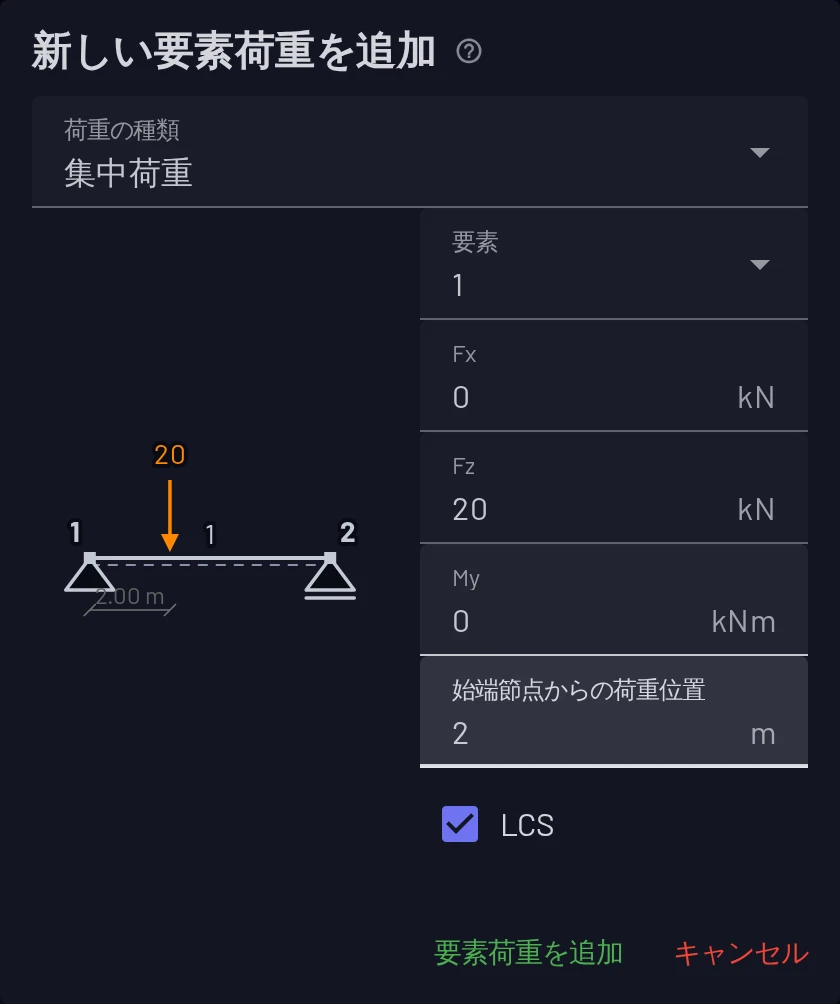 新しい要素荷重を追加
荷重の種類
集中荷重
要素
1
Fx
0 kN
Fz
20 kN
My
0 kNm
始端節点からの荷重位置
2 m
LCS
20
1 1 2
2.00 m
要素荷重を追加 キャンセル